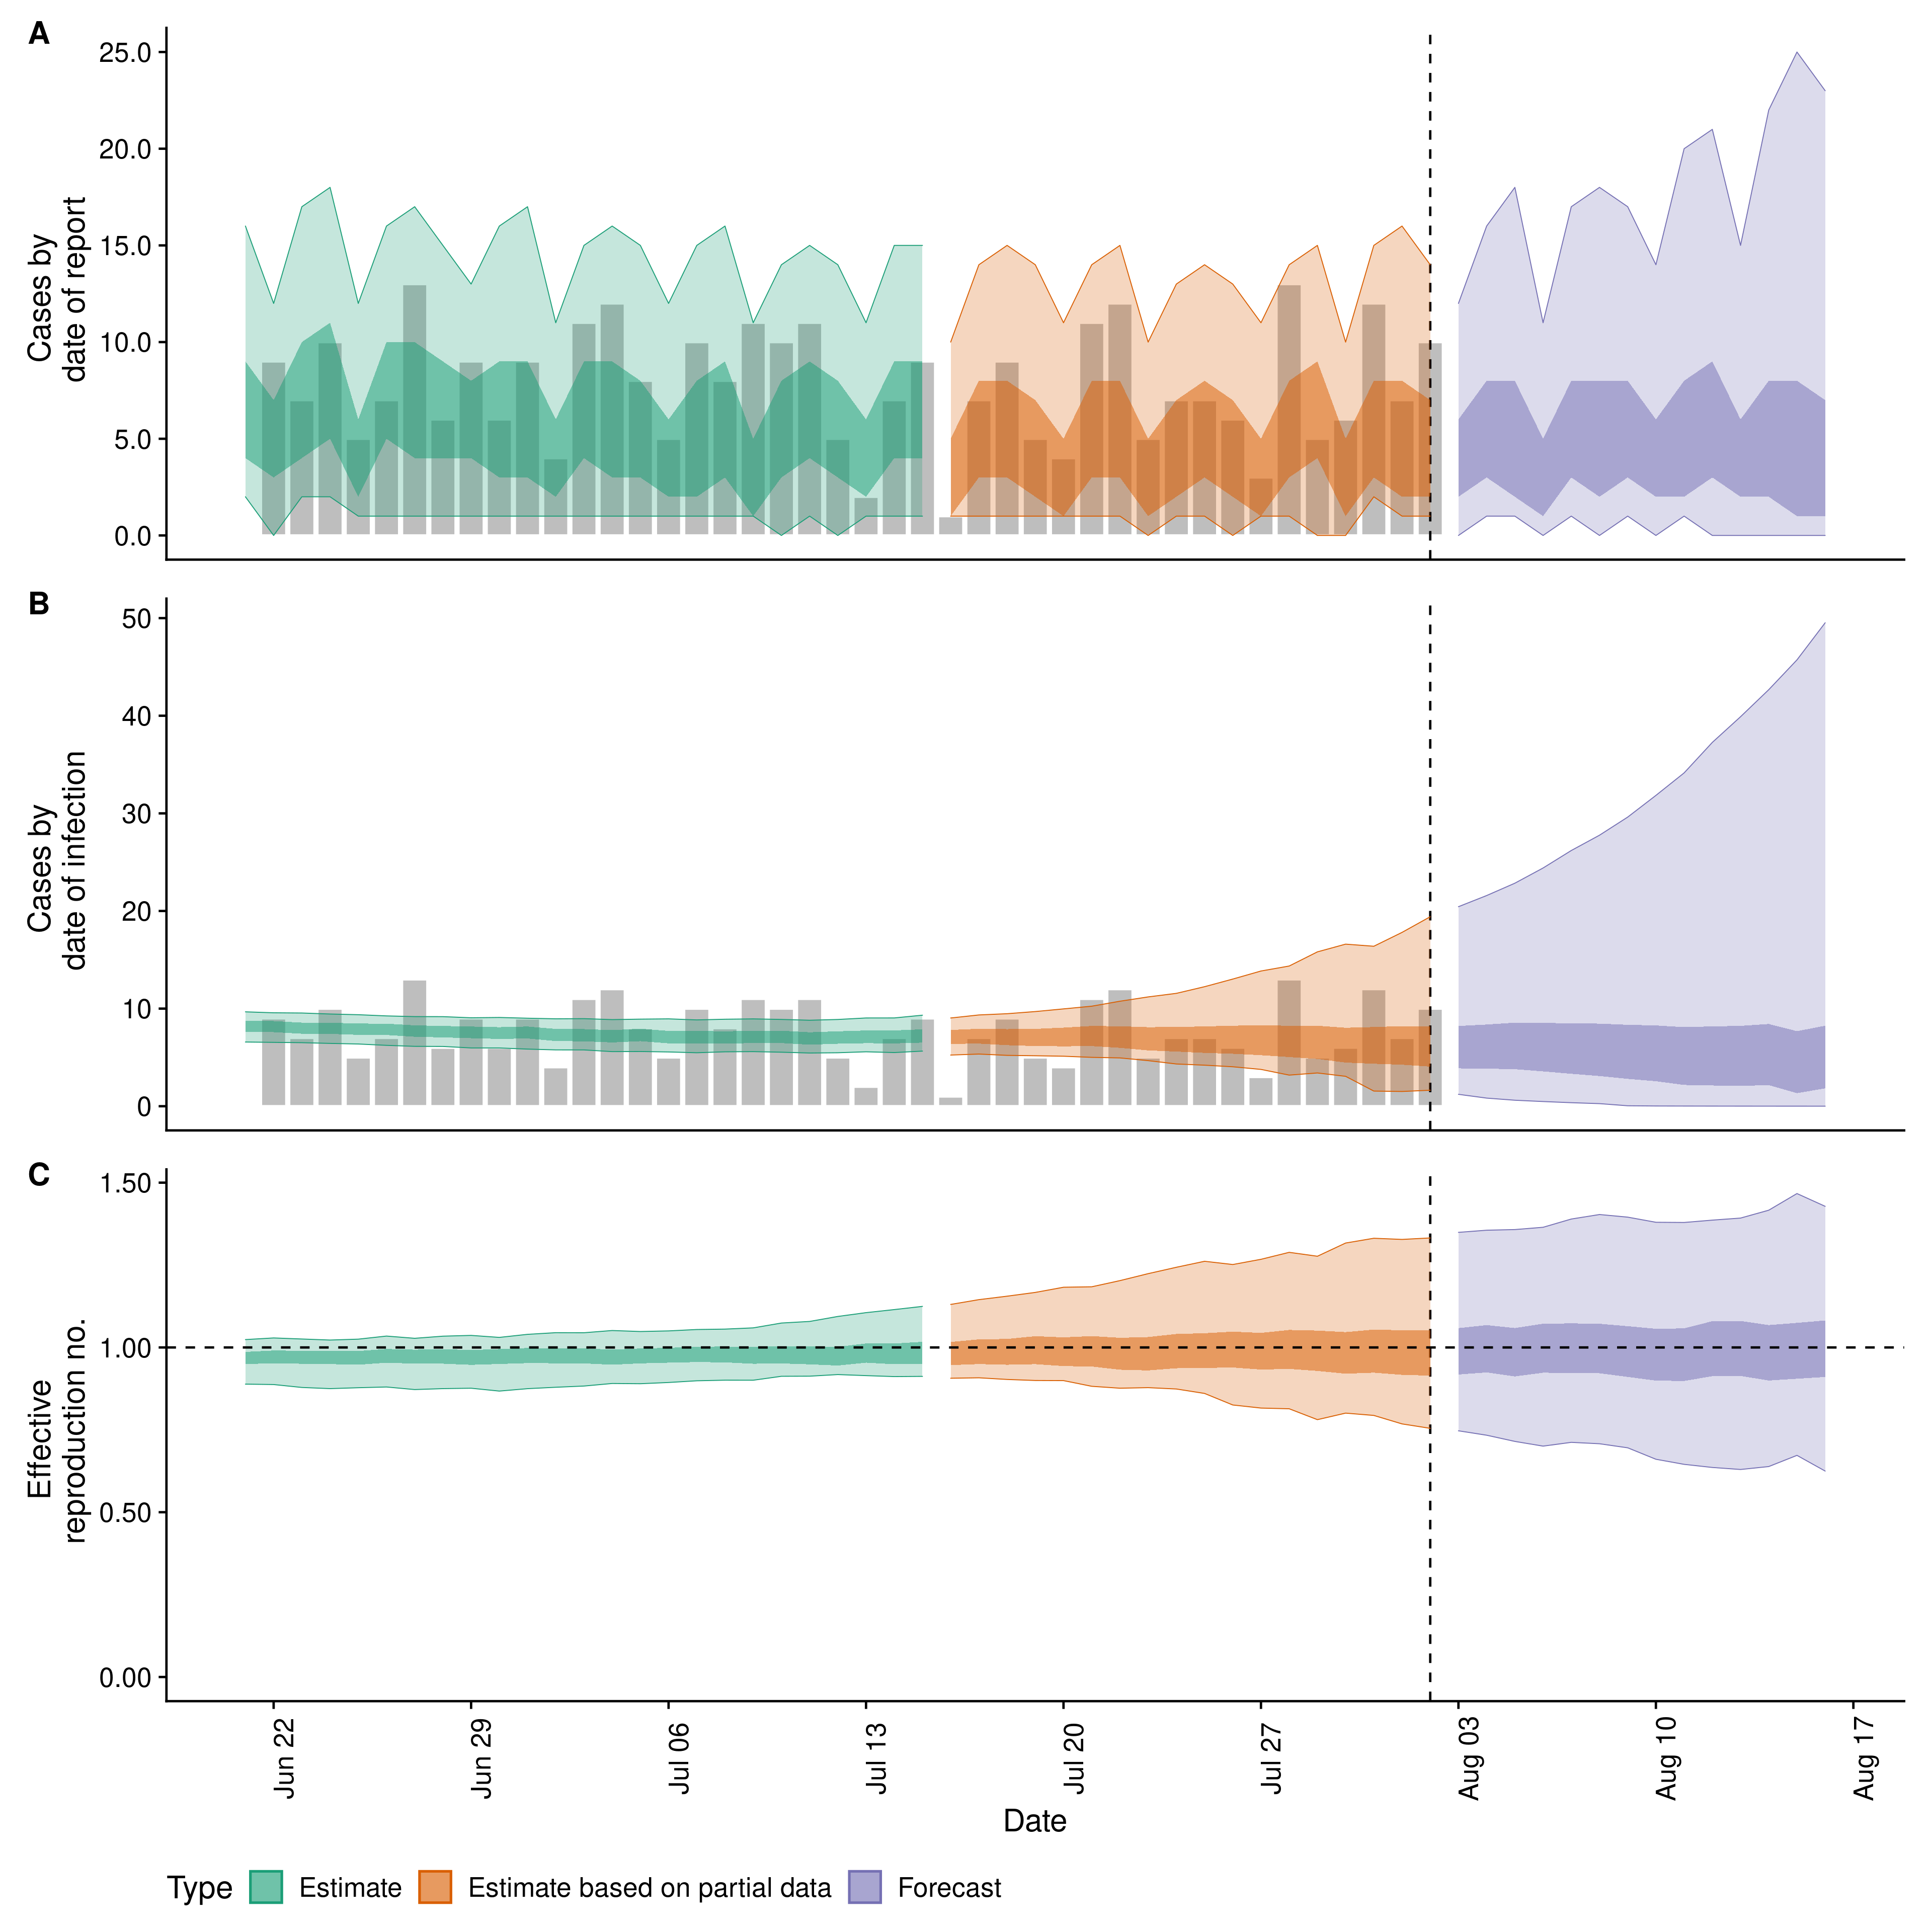 A
25.0
20.0
15.0
10.0
5.0
0.0
Cases by
date of report
B
50
40
30
20
10
0
Cases by
date of infection
C
1.50
1.00
0.50
0.00
Effective
reproduction no.
Jun 22
Jun 29
Jul 06
Jul 13
Jul 20
Jul 27
Aug 03
Aug 10
Aug 17
Date
Type Estimate Estimate based on partial data Forecast